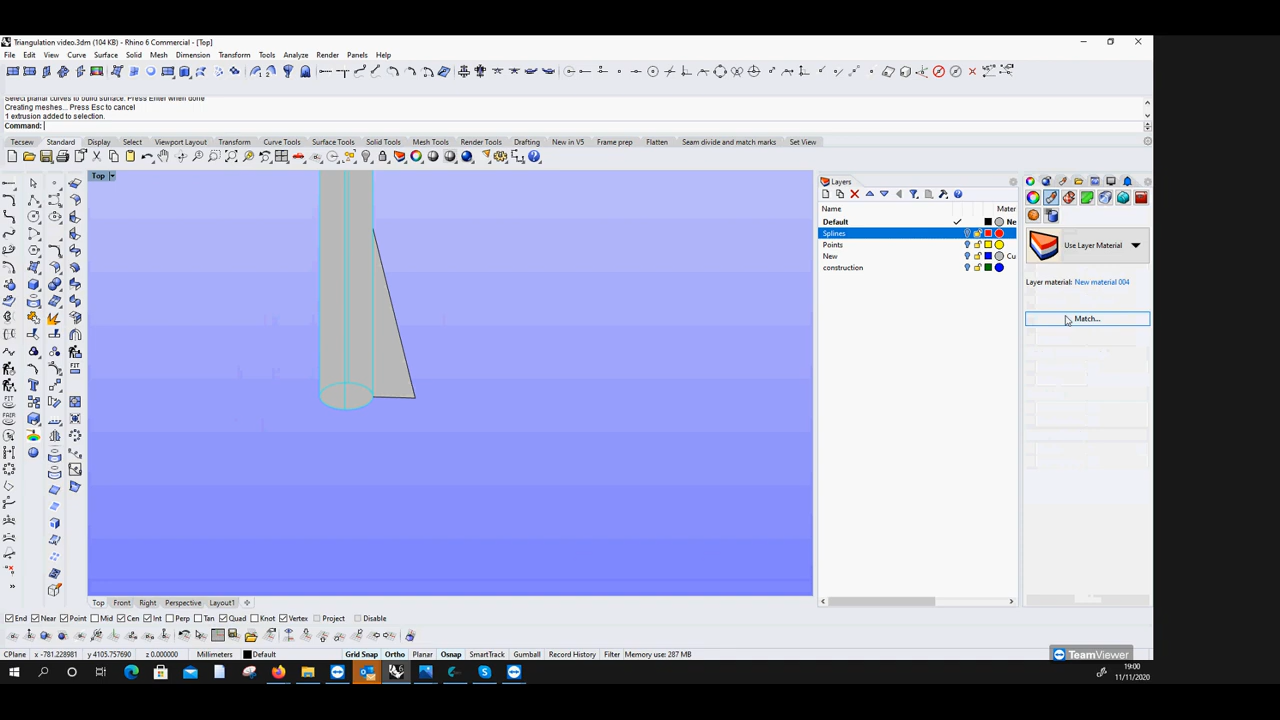 Triangulation video.3dm (104 KB) - Rhino 6 Commercial - [Top]
File Edit View Curve Surface Solid Mesh Dimension Transform Tools Analyze Render Panels Help
Select planar curves to build surface. Press Enter when done
Creating meshes... Press Esc to cancel
1 extrusion added to selection.
Command:
Tecsew Standard Display Select Viewport Layout Transform Curve Tools Surface Tools Solid Tools Mesh Tools Render Tools Drafting New in V5 Frame prep Flatten Seam divide and match marks Set View
Top
Layers
Name Mater
Default Ne
Splines
Points
New Cu
construction
Use Layer Material
Layer material: New material 004
Match...
FIT
FIT
FAIR
Top Front Right Perspective Layout1
End Near Point Mid Cen Int Perp Tan Quad Knot Vertex Project Disable
CPlane x -781.228981 y 4105.757690 z 0.000000 Millimeters Default Grid Snap Ortho Planar Osnap SmartTrack Gumball Record History Filter Memory use: 287 MB
TeamViewer
19:00
11/11/2020